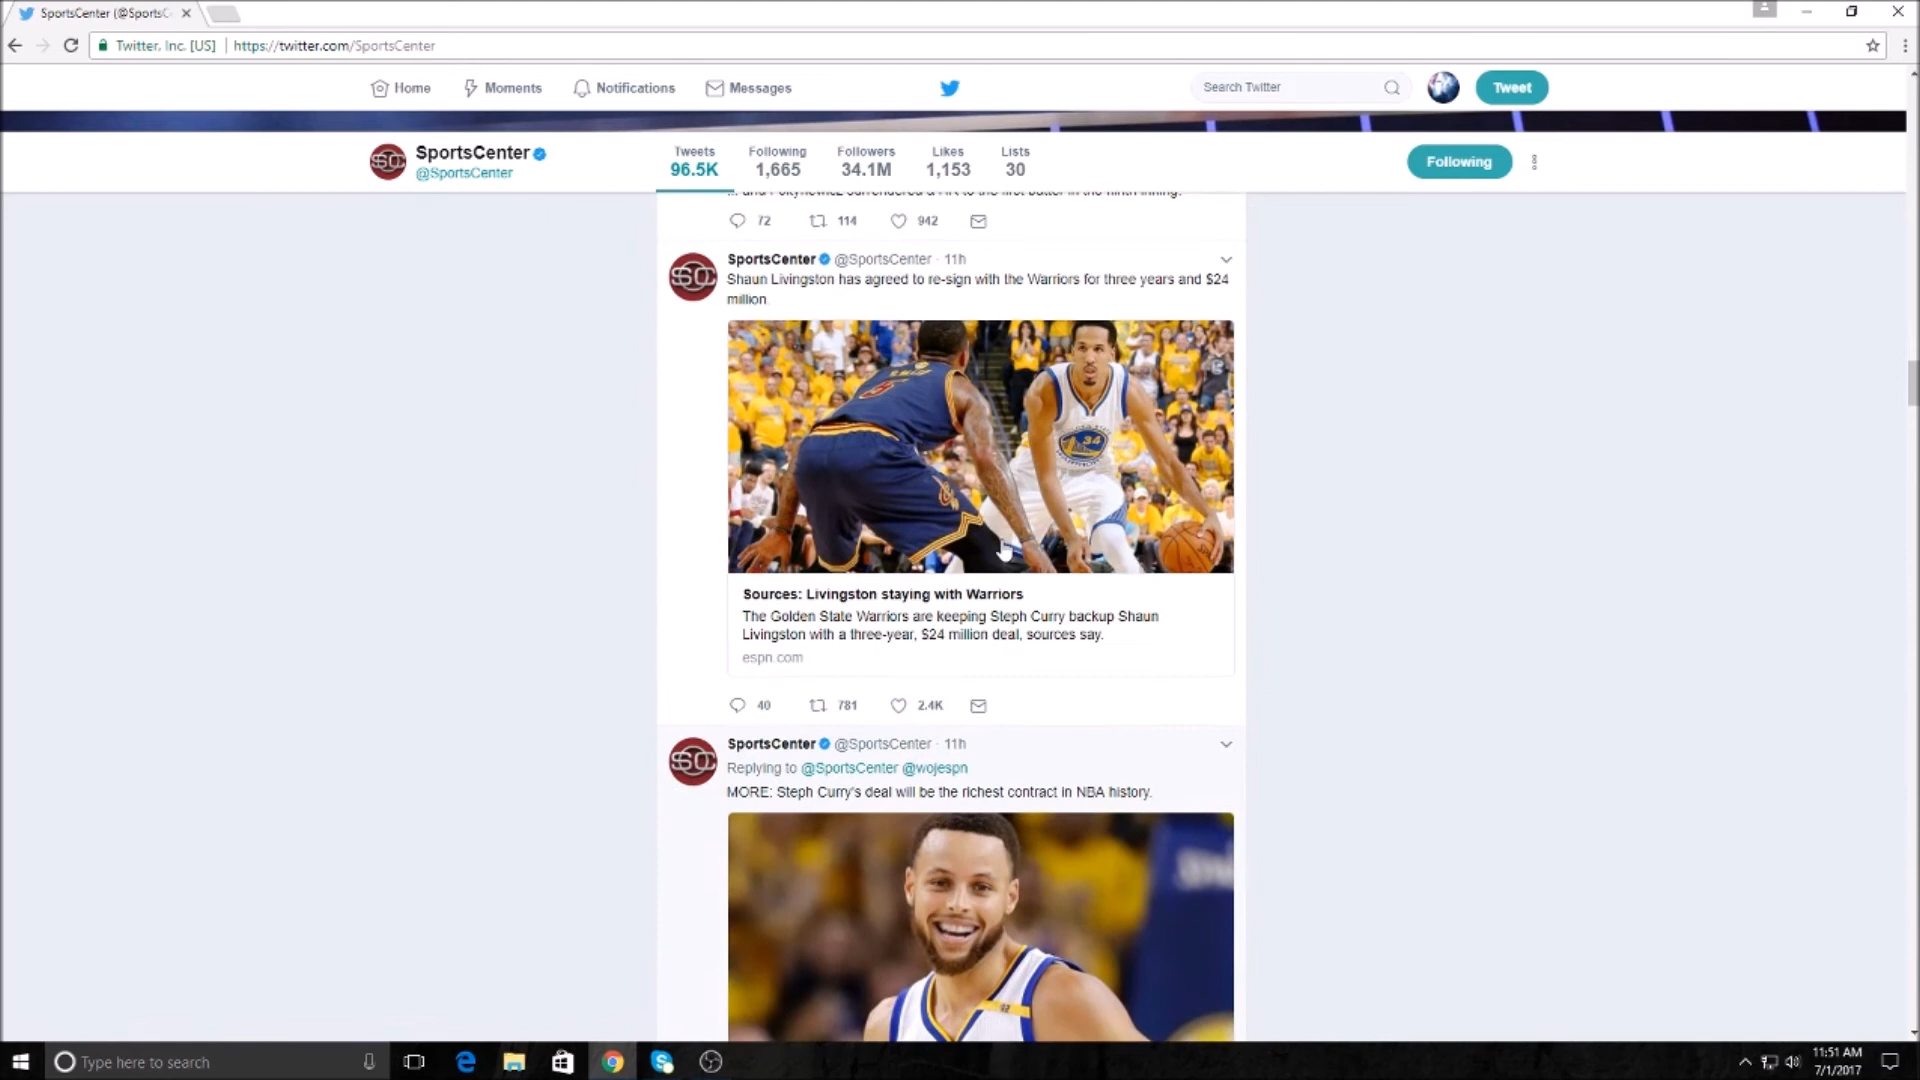 SportsCenter (@SportsC
Twitter, Inc. [US] | https://twitter.com/SportsCenter
Home Moments Notifications Messages Search Twitter Tweet
SportsCenter
@SportsCenter
Tweets Following Followers Likes Lists
96.5K 1,665 34.1M 1,153 30
Following
72 114 942
SportsCenter @SportsCenter · 11h
Shaun Livingston has agreed to re-sign with the Warriors for three years and $24
million.
34
Sources: Livingston staying with Warriors
The Golden State Warriors are keeping Steph Curry backup Shaun
Livingston with a three-year, $24 million deal, sources say.
espn.com
40 781 2.4K
SportsCenter @SportsCenter · 11h
Replying to @SportsCenter @wojespn
MORE: Steph Curry's deal will be the richest contract in NBA history.
Type here to search
11:51 AM
7/1/2017